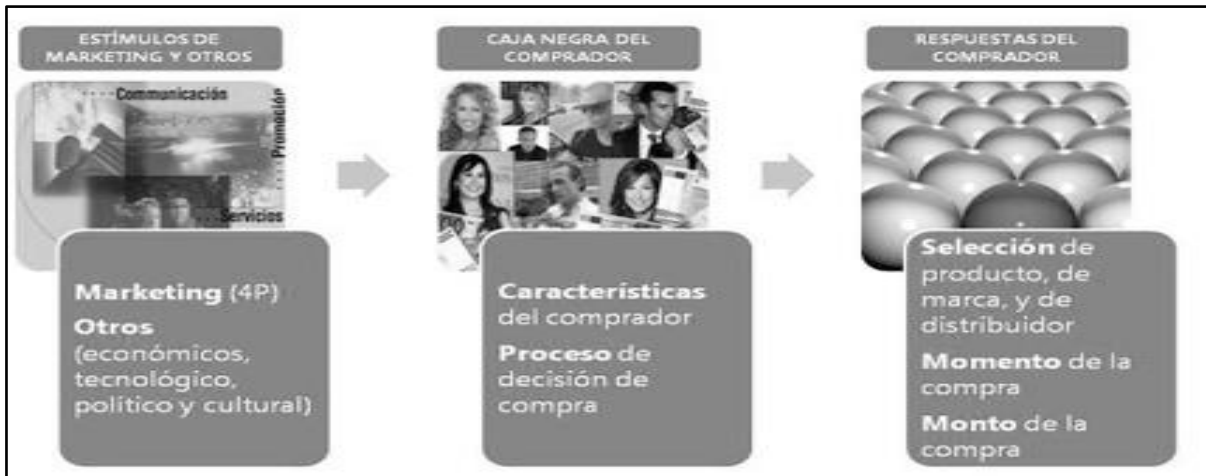 ESTÍMULOS DE
MARKETING Y OTROS
Communicación
Promoción
Servicios
Marketing (4P)
Otros
(económicos,
tecnológico,
político y cultural)
CAJA NEGRA DEL
COMPRADOR
Características
del comprador
Proceso de
decisión de
compra
RESPUESTAS DEL
COMPRADOR
Selección de
producto, de
marca, y de
distribuidor
Momento de la
compra
Monto de la
compra